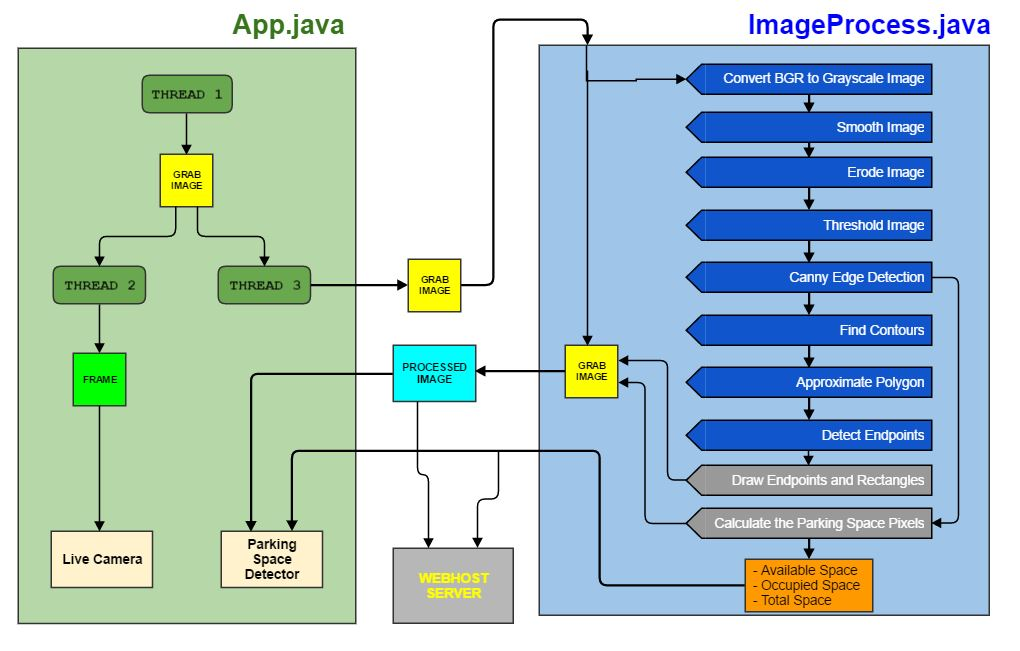 App.java
ImageProcess.java
THREAD 1
GRAB
IMAGE
THREAD 2
THREAD 3
GRAB
IMAGE
FRAME
PROCESSED
IMAGE
GRAB
IMAGE
Live Camera
Parking
Space
Detector
WEBHOST
SERVER
Convert BGR to Grayscale Image
Smooth Image
Erode Image
Threshold Image
Canny Edge Detection
Find Contours
Approximate Polygon
Detect Endpoints
Draw Endpoints and Rectangles
Calculate the Parking Space Pixels
- Available Space
- Occupied Space
- Total Space